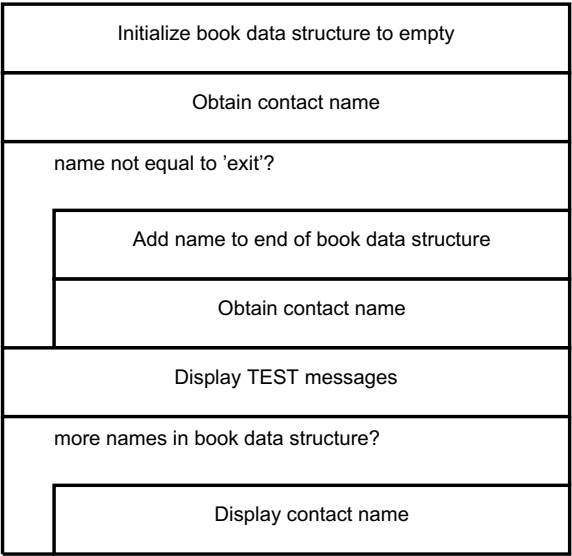 Initialize book data structure to empty
Obtain contact name
name not equal to ’exit’?
Add name to end of book data structure
Obtain contact name
Display TEST messages
more names in book data structure?
Display contact name